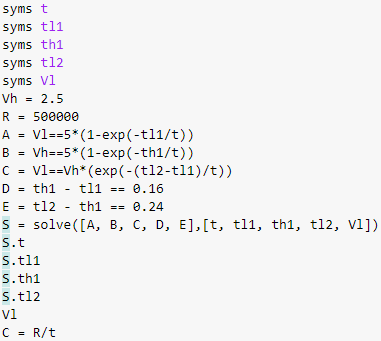 syms t
syms tl1
syms th1
syms tl2
syms Vl
Vh = 2.5
R = 500000
A = Vl==5*(1-exp(-tl1/t))
B = Vh==5*(1-exp(-th1/t))
C = Vl==Vh*(exp(-(tl2-tl1)/t))
D = th1 - tl1 == 0.16
E = tl2 - th1 == 0.24
S = solve([A, B, C, D, E],[t, tl1, th1, tl2, Vl])
S.t
S.tl1
S.th1
S.tl2
Vl
C = R/t